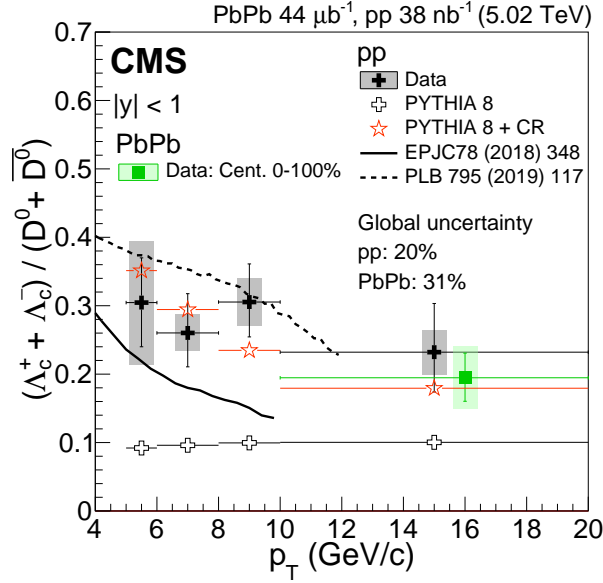 PbPb 44 μb⁻¹, pp 38 nb⁻¹ (5.02 TeV)
CMS
|y| < 1
PbPb
Data: Cent. 0-100%
pp
Data
PYTHIA 8
PYTHIA 8 + CR
EPJC78 (2018) 348
PLB 795 (2019) 117
Global uncertainty
pp: 20%
PbPb: 31%
(Λ_c⁺ + Λ_c⁻) / (D⁰ + D̅⁰)
0.7
0.6
0.5
0.4
0.3
0.2
0.1
0
4 6 8 10 12 14 16 18 20
p_T (GeV/c)